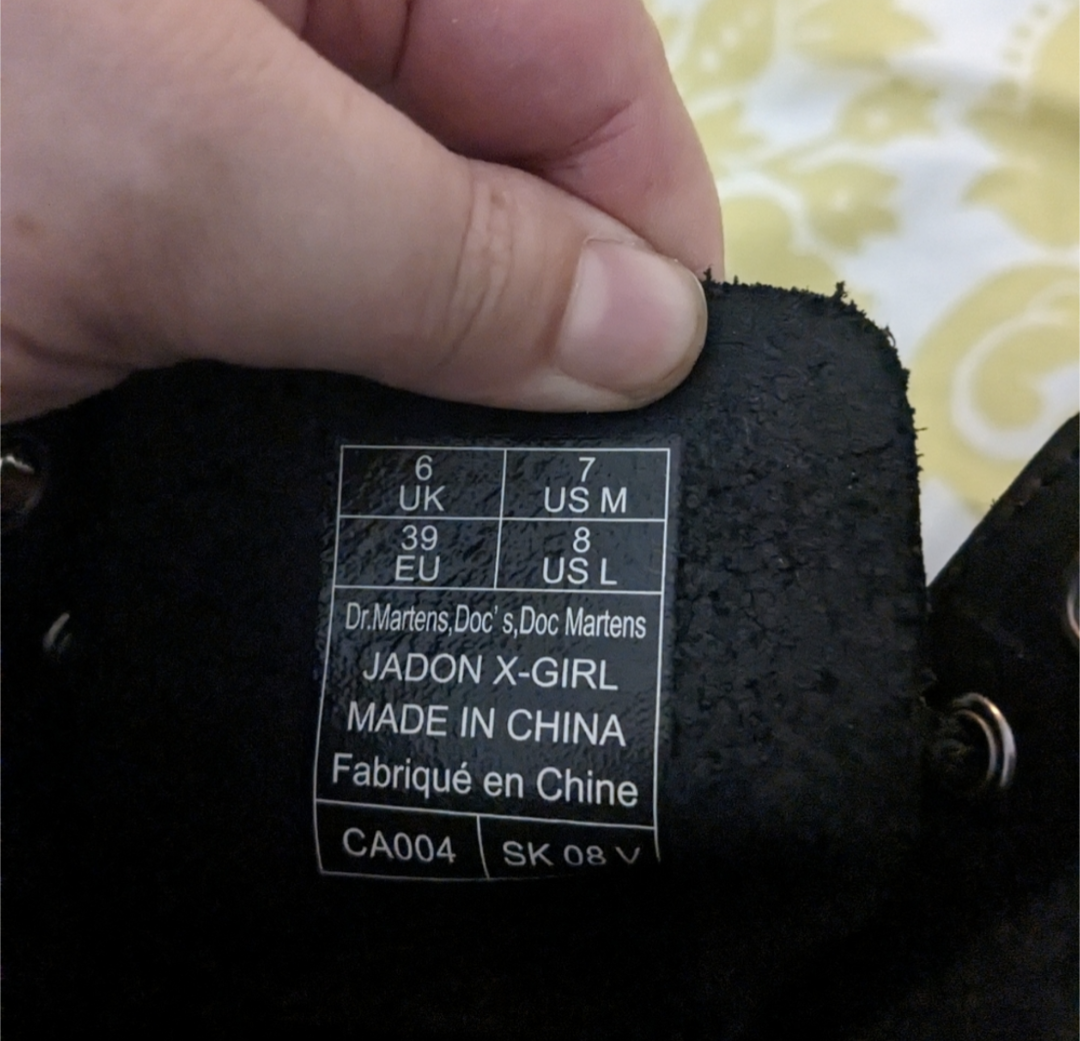 6 UK
7 US M
39 EU
8 US L
Dr.Martens,Doc's,Doc Martens
JADON X-GIRL
MADE IN CHINA
Fabriqué en Chine
CA004
SK 08 V